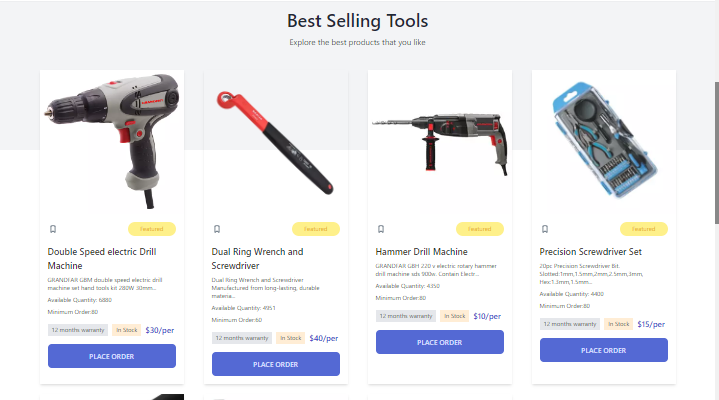 Best Selling Tools
Explore the best products that you like
Featured
Double Speed electric Drill
Machine
GRANDFAR GBM double speed electric drill
machine set hand tools kit 280W 30mm...
Available Quantity: 6880
Minimum Order:80
12 months warranty
In Stock
$30/per
PLACE ORDER
Featured
Dual Ring Wrench and
Screwdriver
Dual Ring Wrench and Screwdriver
Manufactured from long-lasting, durable
materia...
Available Quantity: 4951
Minimum Order:60
12 months warranty
In Stock
$40/per
PLACE ORDER
Featured
Hammer Drill Machine
GRANDFAR GBH 220 v electric rotary hammer
drill machine sds 900w. Contain Electr...
Available Quantity: 4350
Minimum Order:80
12 months warranty
In Stock
$10/per
PLACE ORDER
Featured
Precision Screwdriver Set
20pc Precision Screwdriver Bit.
Slotted:1mm,1.5mm,2mm,2.5mm,3mm,
Hex:1.3mm,1.5mm...
Available Quantity: 4400
Minimum Order:80
12 months warranty
In Stock
$15/per
PLACE ORDER